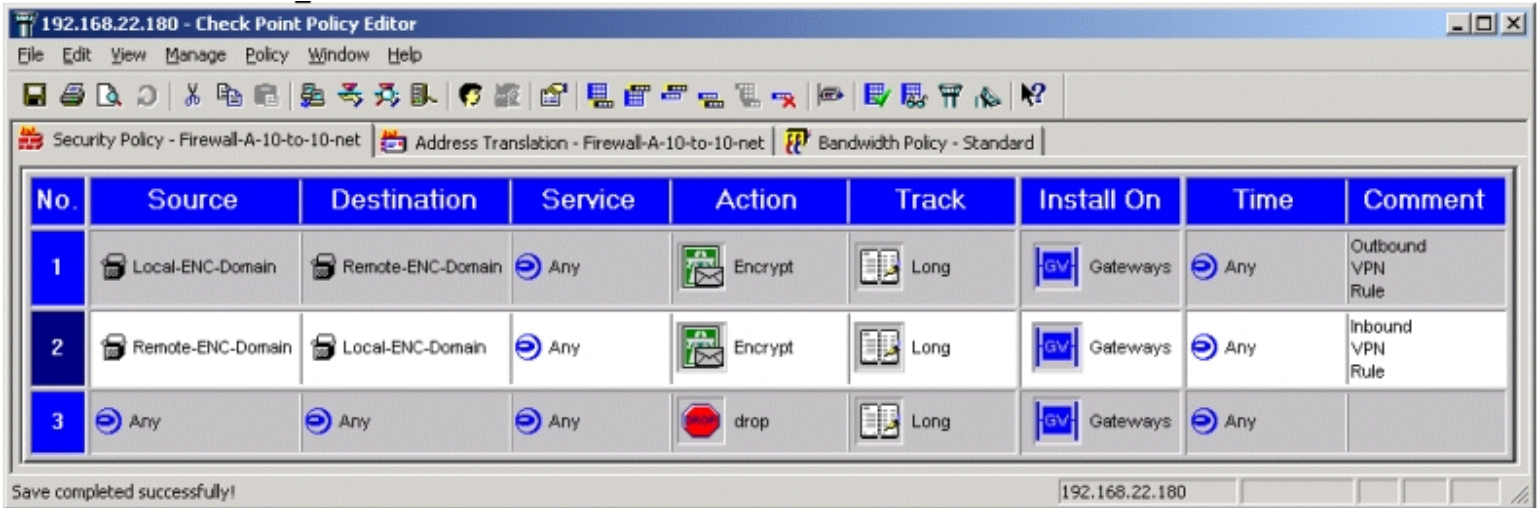 192.168.22.180 - Check Point Policy Editor
File Edit View Manage Policy Window Help
Security Policy - Firewall-A-10-to-10-net Address Translation - Firewall-A-10-to-10-net Bandwidth Policy - Standard
No. Source Destination Service Action Track Install On Time Comment
1 Local-ENC-Domain Remote-ENC-Domain Any Encrypt Long GV Gateways Any Outbound
VPN
Rule
2 Remote-ENC-Domain Local-ENC-Domain Any Encrypt Long GV Gateways Any Inbound
VPN
Rule
3 Any Any Any DROP drop Long GV Gateways Any
Save completed successfully! 192.168.22.180